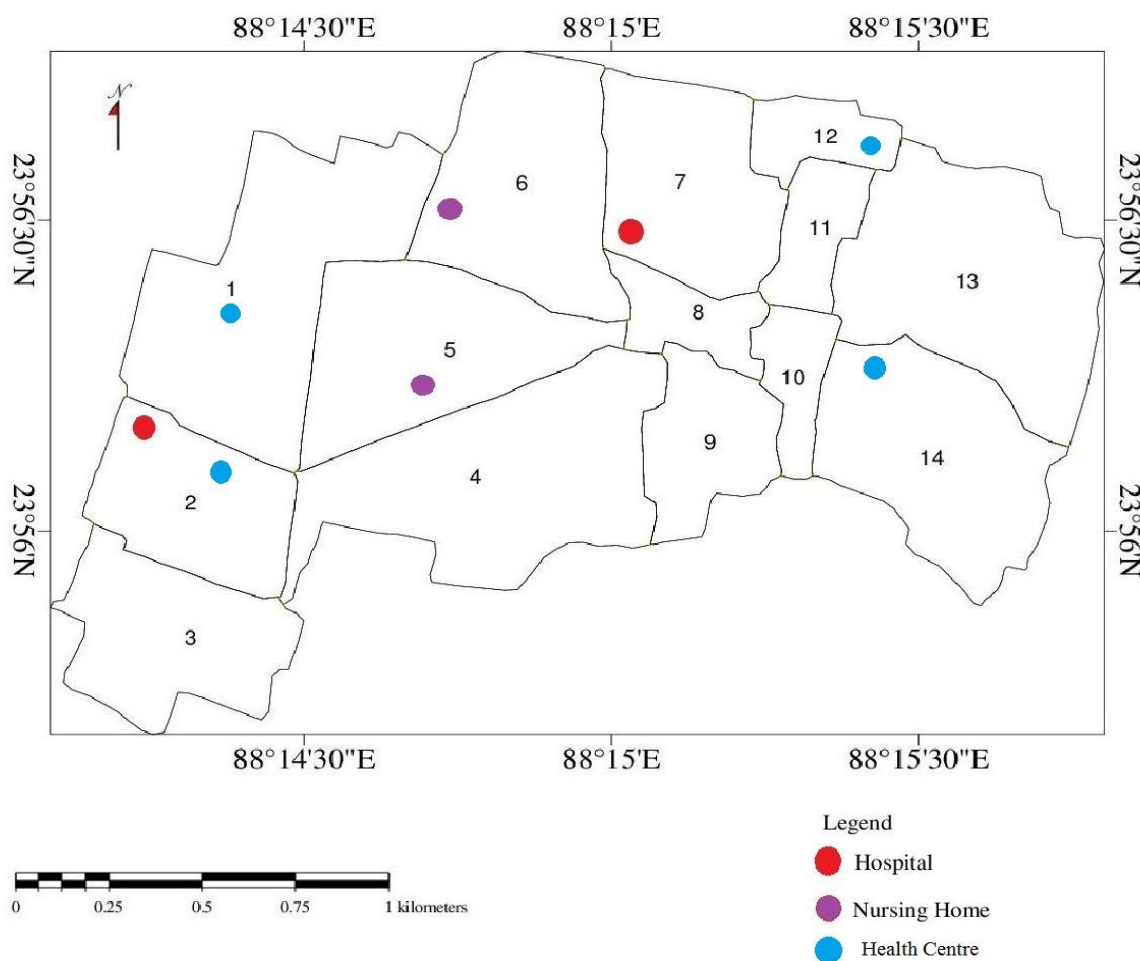 88°14'30"E 88°15'E 88°15'30"E
N
12
6
7
23°56'30"N
23°56'30"N
11
13
1
8
5
10
9
14
4
2
23°56'N
23°56'N
3
88°14'30"E 88°15'E 88°15'30"E
Legend
Hospital
0 0.25 0.5 0.75 1 kilometers
Nursing Home
Health Centre